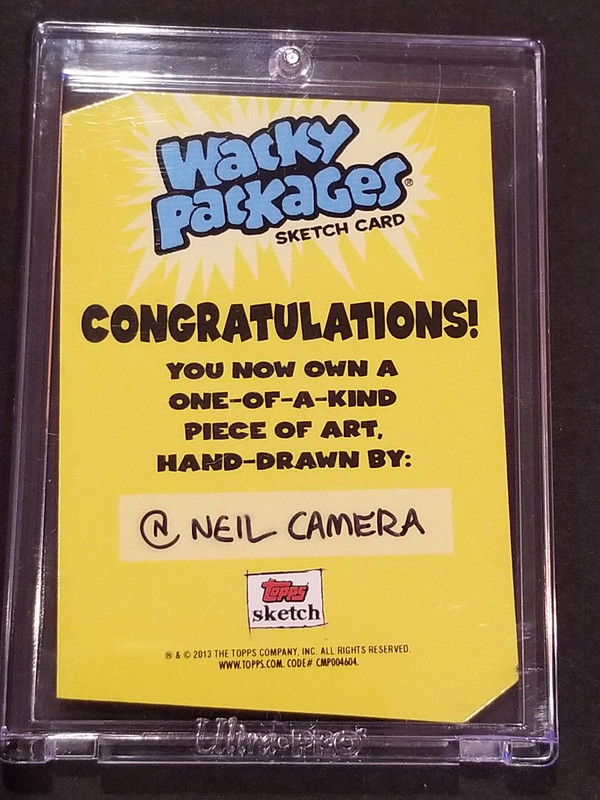 Wacky
Packages®
SKETCH CARD
CONGRATULATIONS!
YOU NOW OWN A
ONE-OF-A-KIND
PIECE OF ART,
HAND-DRAWN BY:
Ⓝ NEIL CAMERA
Topps
sketch
® & © 2013 THE TOPPS COMPANY, INC. ALL RIGHTS RESERVED.
WWW.TOPPS.COM. CODE# CMP004604.
Ultra•PRO®